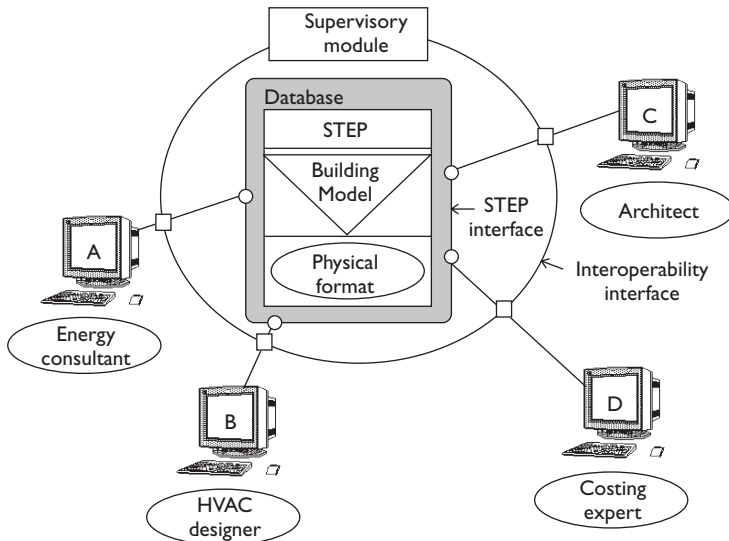 Supervisory
module
Database
STEP
Building
Model
Physical
format
STEP
interface
Interoperability
interface
A
Energy
consultant
B
HVAC
designer
C
Architect
D
Costing
expert